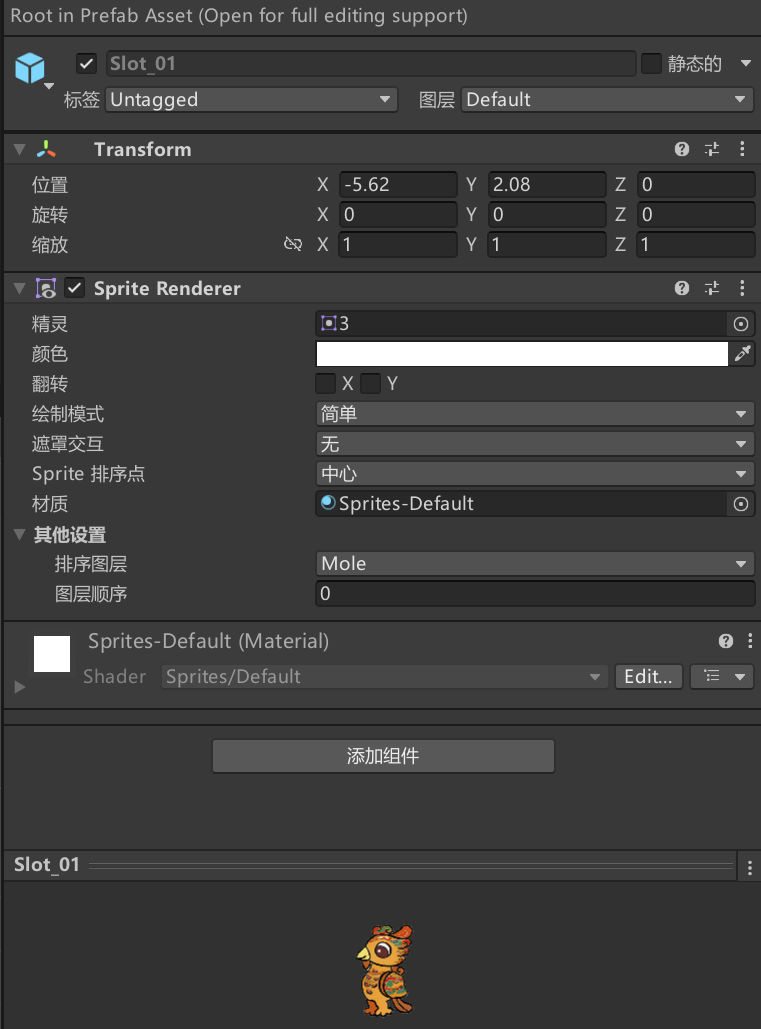 Root in Prefab Asset (Open for full editing support)
Slot_01 静态的
标签 Untagged 图层 Default
Transform
位置 X -5.62 Y 2.08 Z 0
旋转 X 0 Y 0 Z 0
缩放 X 1 Y 1 Z 1
Sprite Renderer
精灵 3
颜色
翻转 X Y
绘制模式 简单
遮罩交互 无
Sprite 排序点 中心
材质 Sprites-Default
其他设置
排序图层 Mole
图层顺序 0
Sprites-Default (Material)
Shader Sprites/Default Edit...
添加组件
Slot_01